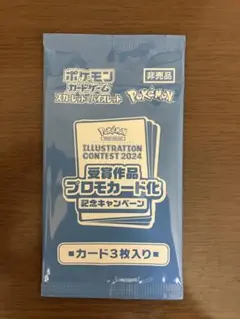 ポケモン
カードゲーム
スカーレット&バイオレット
非売品
Pokémon
Pokémon
ILLUSTRATION
CONTEST 2024
受賞作品
プロモカード化
記念キャンペーン
■カード3枚入り■